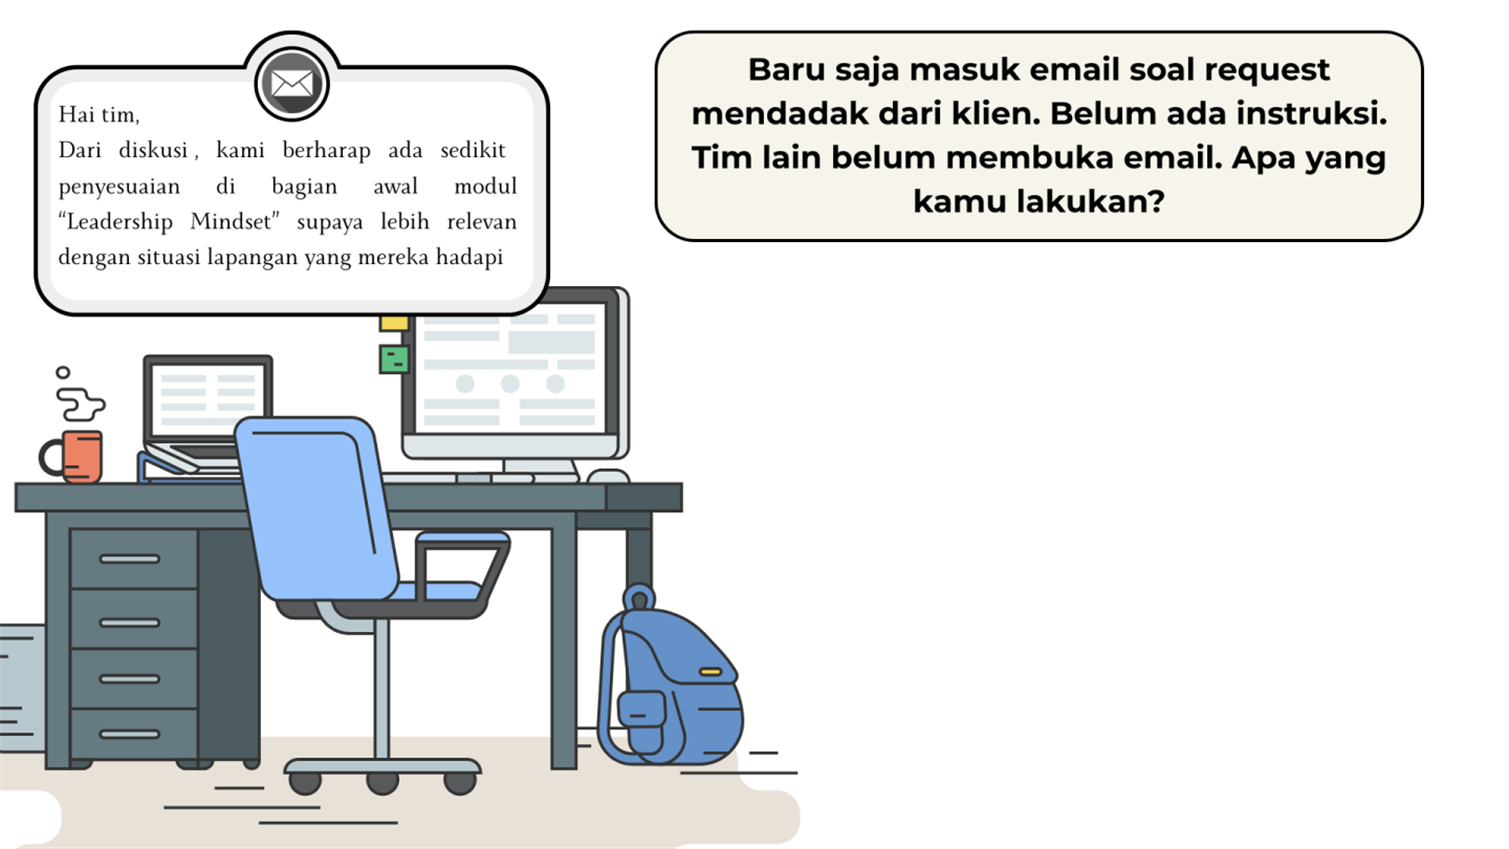 Hai tim,
Dari diskusi , kami berharap ada sedikit
penyesuaian di bagian awal modul
“Leadership Mindset” supaya lebih relevan
dengan situasi lapangan yang mereka hadapi
Baru saja masuk email soal request
mendadak dari klien. Belum ada instruksi.
Tim lain belum membuka email. Apa yang
kamu lakukan?